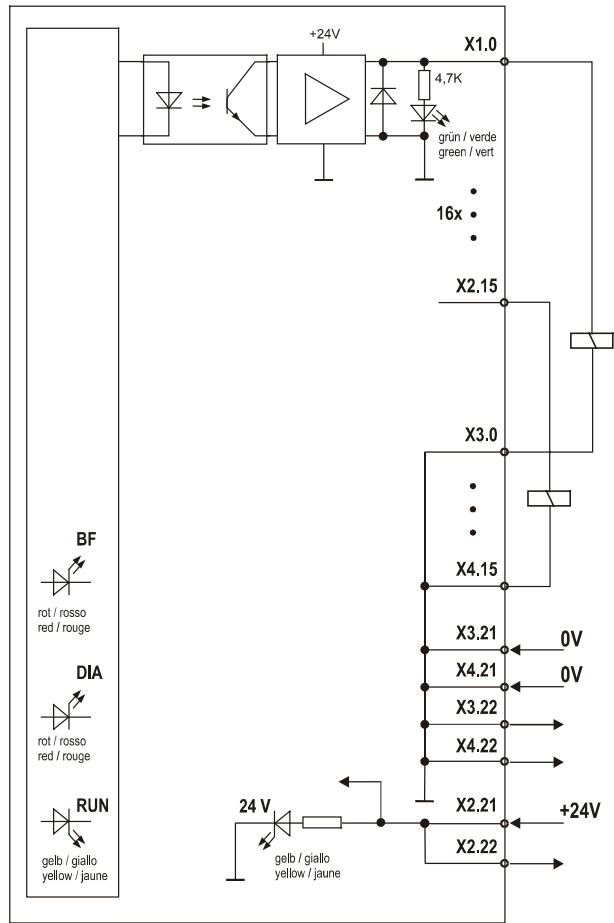 +24V
X1.0
4,7K
grün / verde
green / vert
16x
X2.15
X3.0
BF
X4.15
rot / rosso
red / rouge
X3.21
0V
DIA
X4.21
0V
X3.22
rot / rosso
red / rouge
X4.22
RUN
24 V
X2.21
+24V
X2.22
gelb / giallo
yellow / jaune
gelb / giallo
yellow / jaune